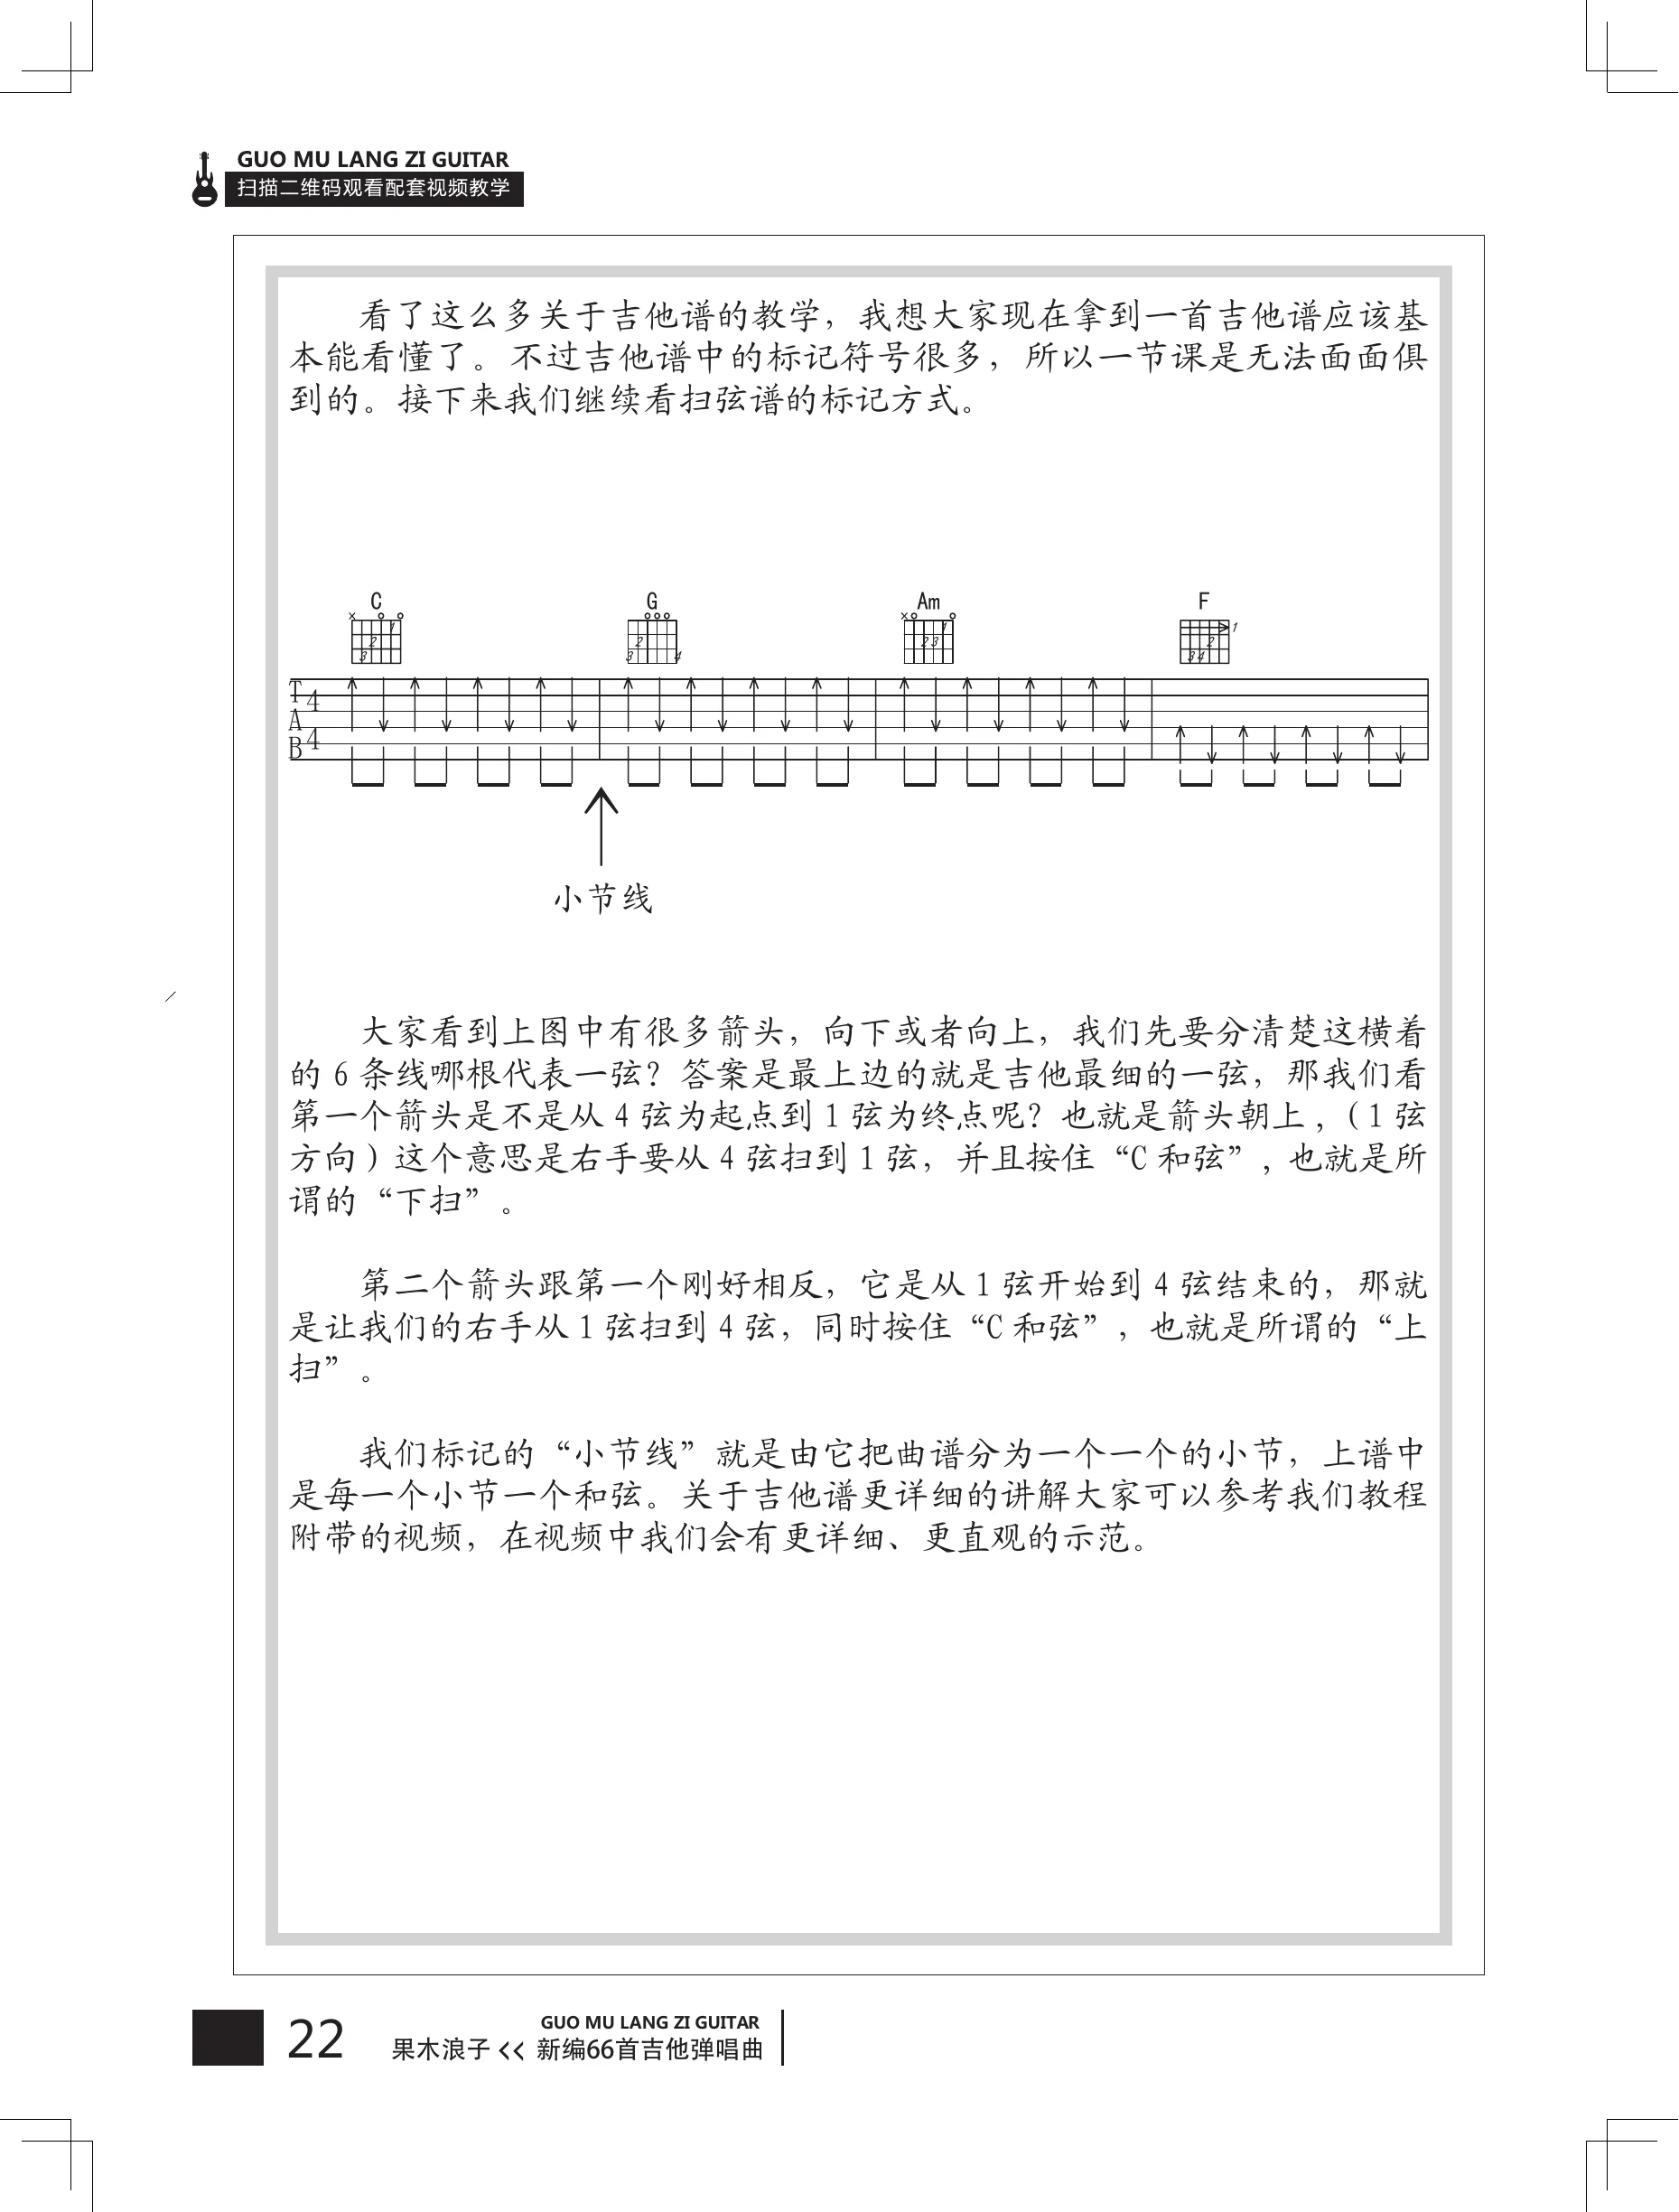 GUO MU LANG ZI GUITAR
扫描二维码观看配套视频教学
看了这么多关于吉他谱的教学，我想大家现在拿到一首吉他谱应该基
本能看懂了。不过吉他谱中的标记符号很多，所以一节课是无法面面俱
到的。接下来我们继续看扫弦谱的标记方式。
C G Am F
× × 
1 1 1
2 2 2 3 2
3 3 4 3 4
T
A
B
4
4
小节线
大家看到上图中有很多箭头，向下或者向上，我们先要分清楚这横着
的 6 条线哪根代表一弦？答案是最上边的就是吉他最细的一弦，那我们看
第一个箭头是不是从 4 弦为起点到 1 弦为终点呢？也就是箭头朝上，（1 弦
方向）这个意思是右手要从 4 弦扫到 1 弦，并且按住“C 和弦”，也就是所
谓的“下扫”。
第二个箭头跟第一个刚好相反，它是从 1 弦开始到 4 弦结束的，那就
是让我们的右手从 1 弦扫到 4 弦，同时按住“C 和弦”，也就是所谓的“上
扫”。
我们标记的“小节线”就是由它把曲谱分为一个一个的小节，上谱中
是每一个小节一个和弦。关于吉他谱更详细的讲解大家可以参考我们教程
附带的视频，在视频中我们会有更详细、更直观的示范。
22
GUO MU LANG ZI GUITAR
果木浪子 << 新编66首吉他弹唱曲